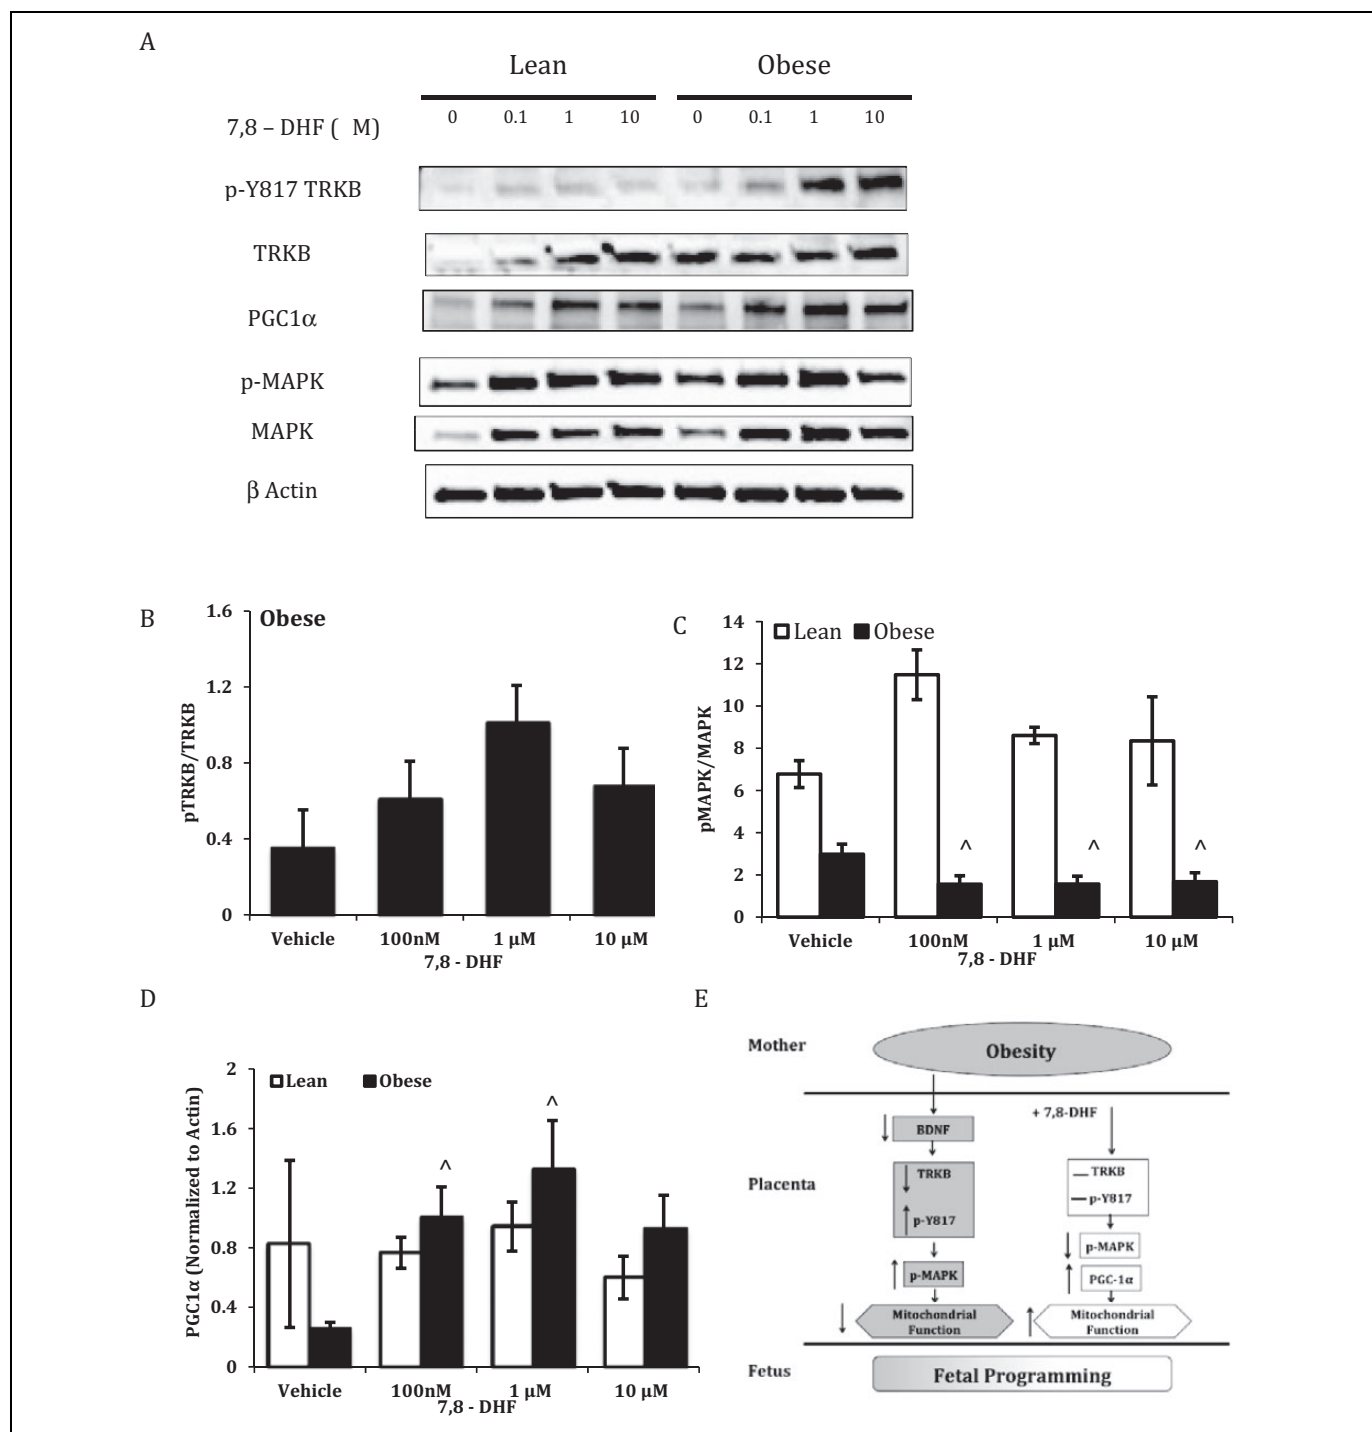 A
Lean Obese
7,8 – DHF ( M) 0 0.1 1 10 0 0.1 1 10
p-Y817 TRKB
TRKB
PGC1α
p-MAPK
MAPK
β Actin
B
Obese
pTRKB/TRKB
1.6
1.2
0.8
0.4
0
Vehicle 100nM 1 µM 10 µM
7,8 - DHF
C
Lean Obese
pMAPK/MAPK
14
12
10
8
6
4
2
0
^ ^ ^
Vehicle 100nM 1 µM 10 µM
7,8 - DHF
D
Lean Obese
PGC1α (Normalized to Actin)
2
1.6
1.2
0.8
0.4
0
^ ^
Vehicle 100nM 1 µM 10 µM
7,8 - DHF
E
Mother
Obesity
+ 7,8-DHF
BDNF
Placenta
TRKB
p-Y817
p-MAPK
Mitochondrial
Function
TRKB
p-Y817
p-MAPK
PGC-1α
Mitochondrial
Function
Fetus
Fetal Programming